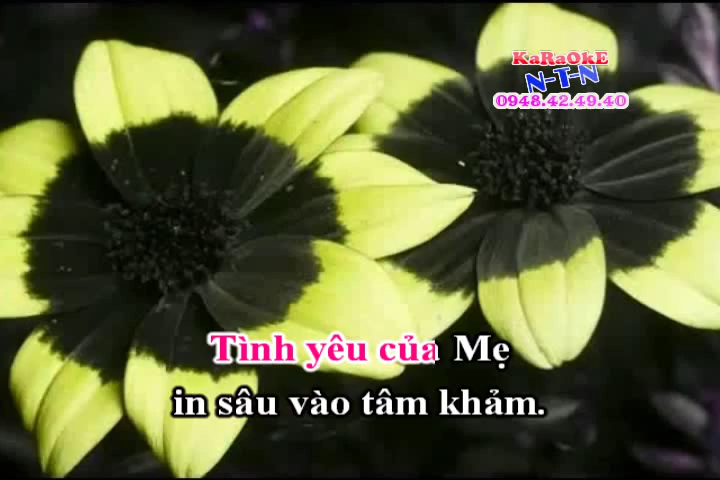 KaRaOkE
N-T-N
0948.42.49.40
Tình yêu của Mẹ
in sâu vào tâm khảm.